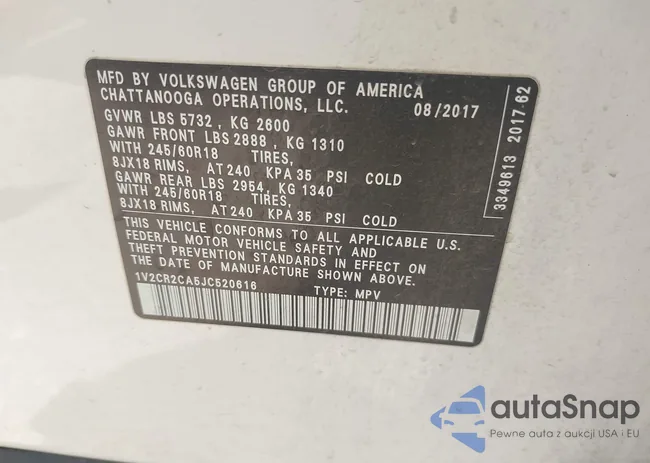 MFD BY VOLKSWAGEN GROUP OF AMERICA
CHATTANOOGA OPERATIONS, LLC. 08/2017
GVWR LBS 5732 , KG 2600
GAWR FRONT LBS 2888 , KG 1310
WITH 245/60R18 TIRES,
8JX18 RIMS, AT 240 KPA 35 PSI COLD
GAWR REAR LBS 2954, KG 1340
WITH 245/60R18 TIRES,
8JX18 RIMS, AT 240 KPA 35 PSI COLD
THIS VEHICLE CONFORMS TO ALL APPLICABLE U.S.
FEDERAL MOTOR VEHICLE SAFETY AND
THEFT PREVENTION STANDARDS IN EFFECT ON
THE DATE OF MANUFACTURE SHOWN ABOVE.
1V2CR2CA5JC520616 TYPE: MPV
3349613 2017-62
autaSnap
Pewne auta z aukcji USA i EU